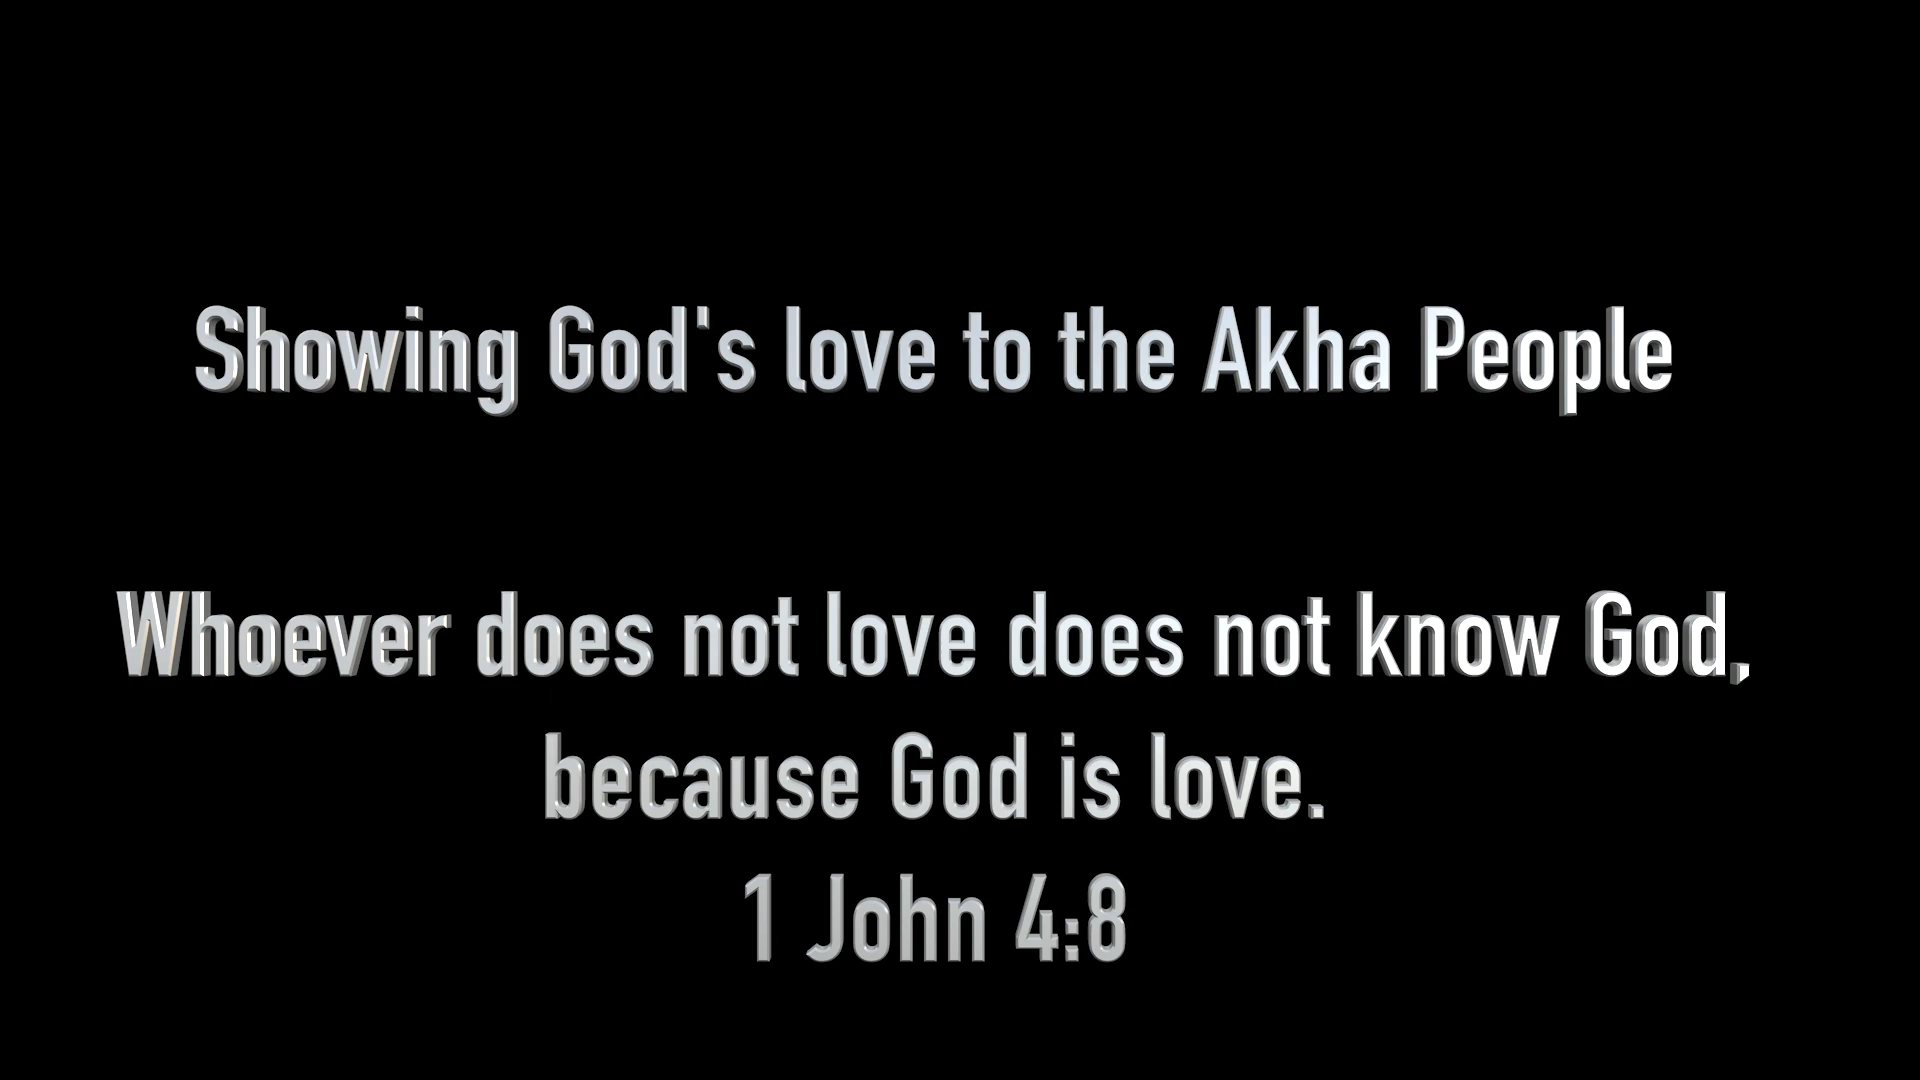 Showing God's love to the Akha People
Whoever does not love does not know God,
because God is love.
1 John 4:8